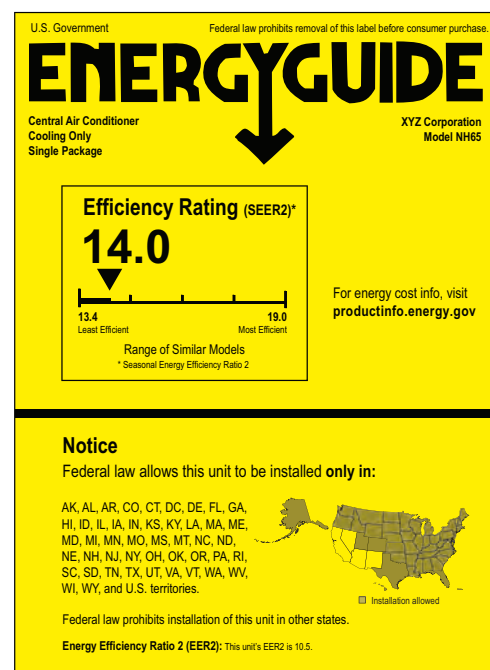 U.S. Government
Federal law prohibits removal of this label before consumer purchase.
ENERGYGUIDE
Central Air Conditioner
Cooling Only
Single Package
XYZ Corporation
Model NH65
Efficiency Rating (SEER2)*
14.0
13.4
Least Efficient
19.0
Most Efficient
Range of Similar Models
* Seasonal Energy Efficiency Ratio 2
For energy cost info, visit
productinfo.energy.gov
Notice
Federal law allows this unit to be installed only in:
AK, AL, AR, CO, CT, DC, DE, FL, GA,
HI, ID, IL, IA, IN, KS, KY, LA, MA, ME,
MD, MI, MN, MO, MS, MT, NC, ND,
NE, NH, NJ, NY, OH, OK, OR, PA, RI,
SC, SD, TN, TX, UT, VA, VT, WA, WV,
WI, WY, and U.S. territories.
Installation allowed
Federal law prohibits installation of this unit in other states.
Energy Efficiency Ratio 2 (EER2): This unit's EER2 is 10.5.